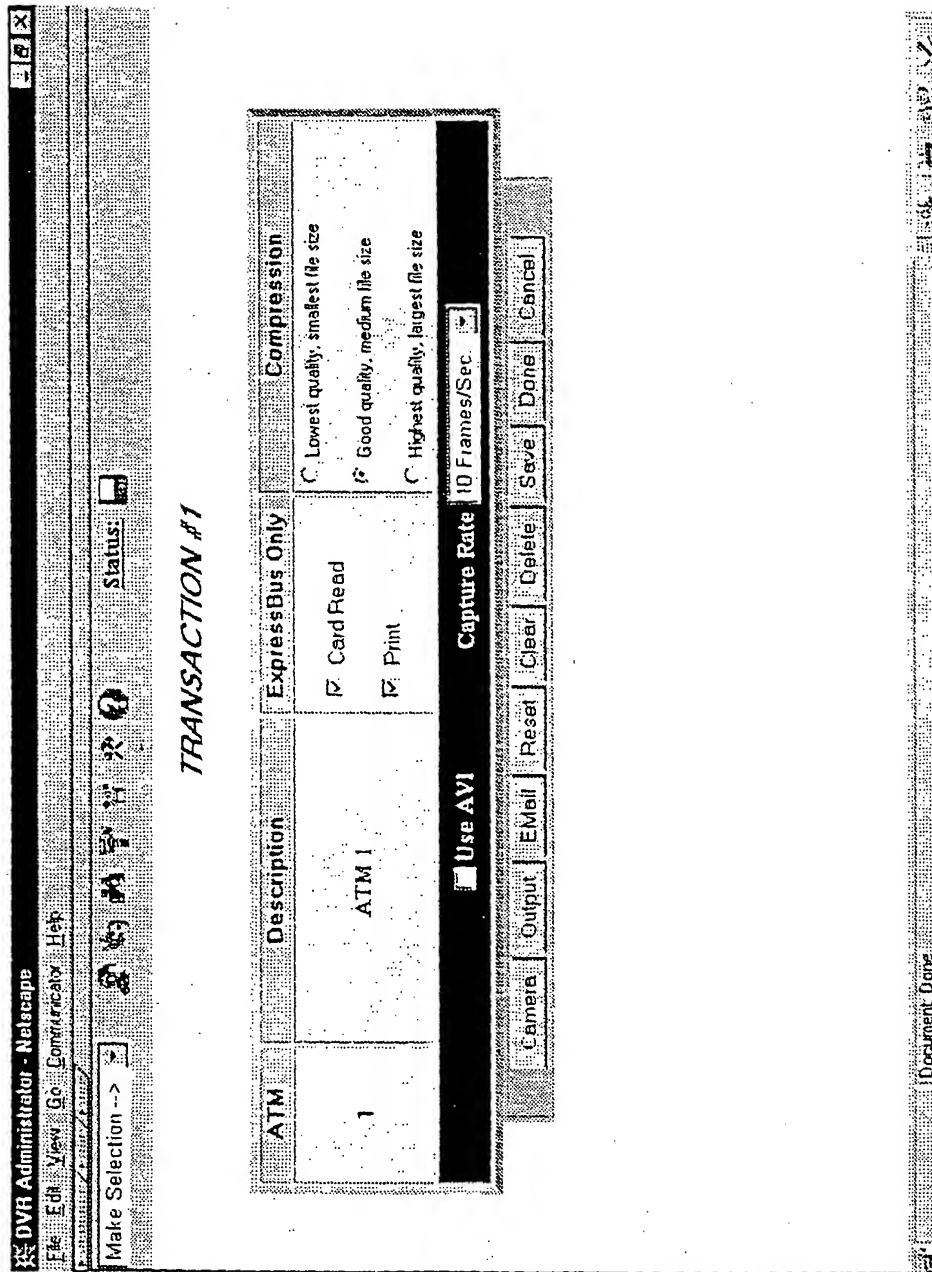 DVR Administrator - Netscape
File Edit View Go Communicator Help
Make Selection -->
Status:
TRANSACTION #1
ATM Description ExpressBus Only Compression
1 ATM 1
Card Read
Print
Lowest quality, smallest file size
Good quality, medium file size
Highest quality, largest file size
Use AVI Capture Rate 10 Frames/Sec.
Camera Output EMail Reset Clear Delete Save Done Cancel
Document Done